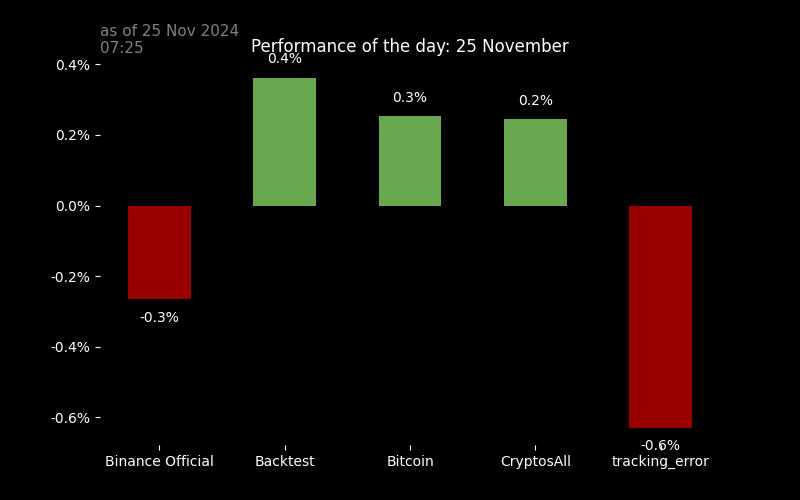 as of 25 Nov 2024
07:25
Performance of the day: 25 November
0.4%
0.2%
0.0%
-0.2%
-0.4%
-0.6%
-0.3%
0.4%
0.3%
0.2%
-0.6%
Binance Official
Backtest
Bitcoin
CryptosAll
tracking_error